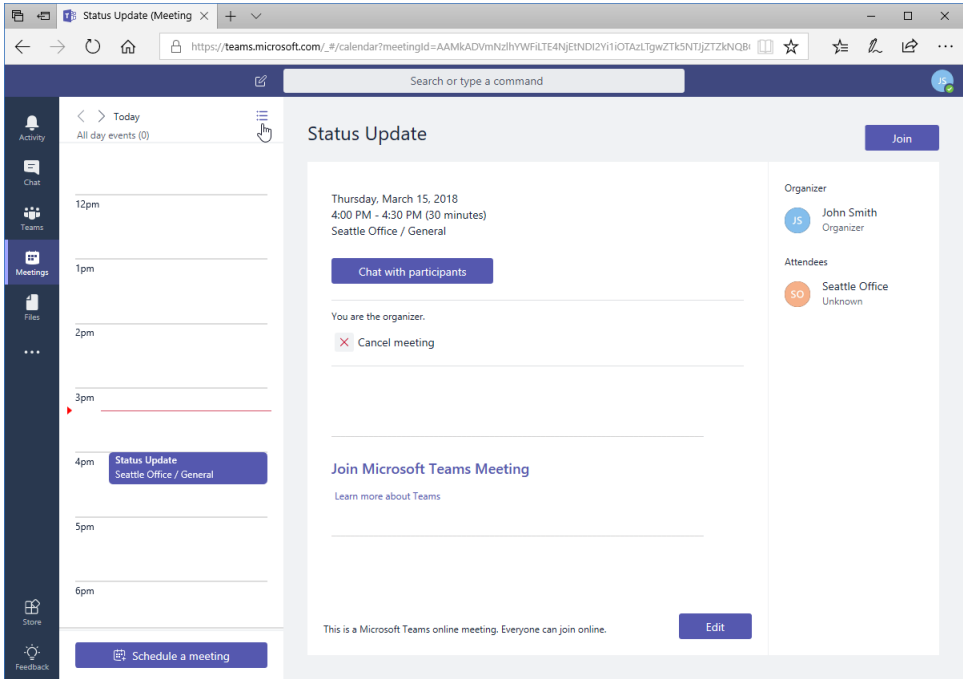 Status Update (Meeting
https://teams.microsoft.com/_#/calendar?meetingId=
Search or type a command
JS
Activity
Chat
Teams
Meetings
Files
Store
Feedback
Today
All day events (0)
12pm
1pm
2pm
3pm
4pm
Status Update
Seattle Office / General
5pm
6pm
Schedule a meeting
Status Update
Join
Thursday, March 15, 2018
4:00 PM - 4:30 PM (30 minutes)
Seattle Office / General
Chat with participants
You are the organizer.
Cancel meeting
Join Microsoft Teams Meeting
Learn more about Teams
This is a Microsoft Teams online meeting. Everyone can join online.
Edit
Organizer
JS
John Smith
Organizer
Attendees
SO
Seattle Office
Unknown